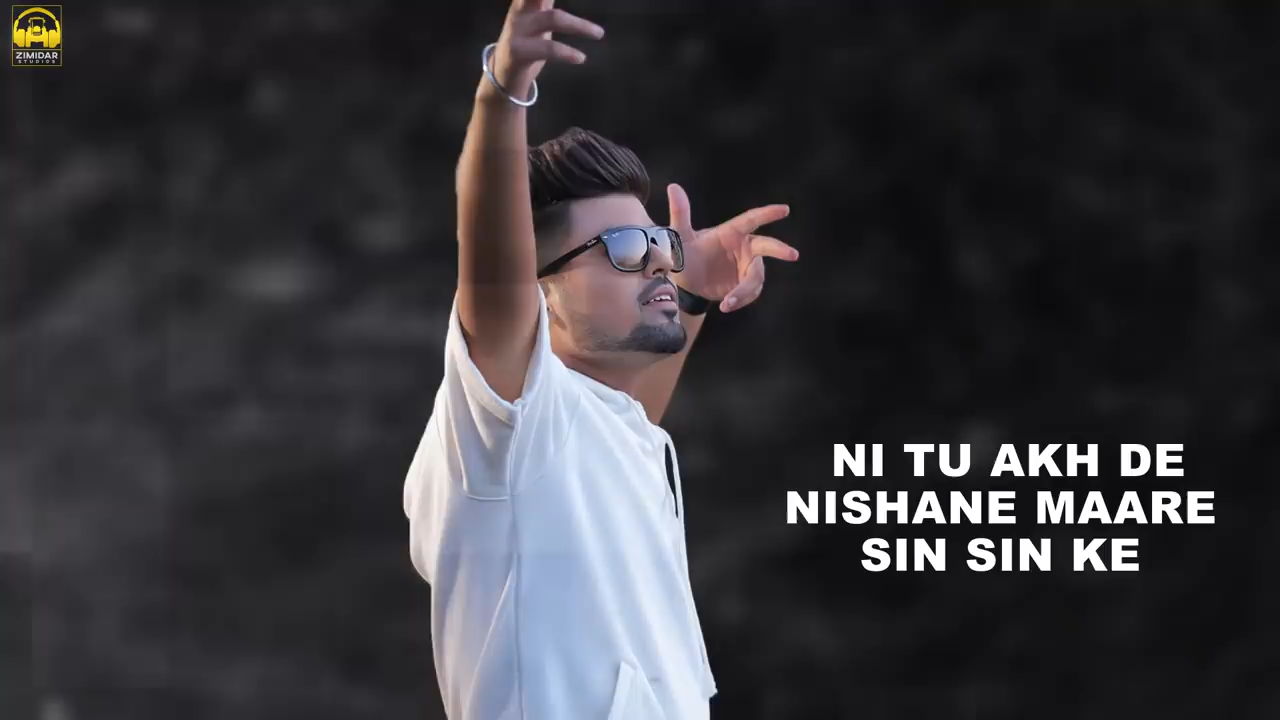 ZIMIDAR
STUDIOS
NI TU AKH DE
NISHANE MAARE
SIN SIN KE